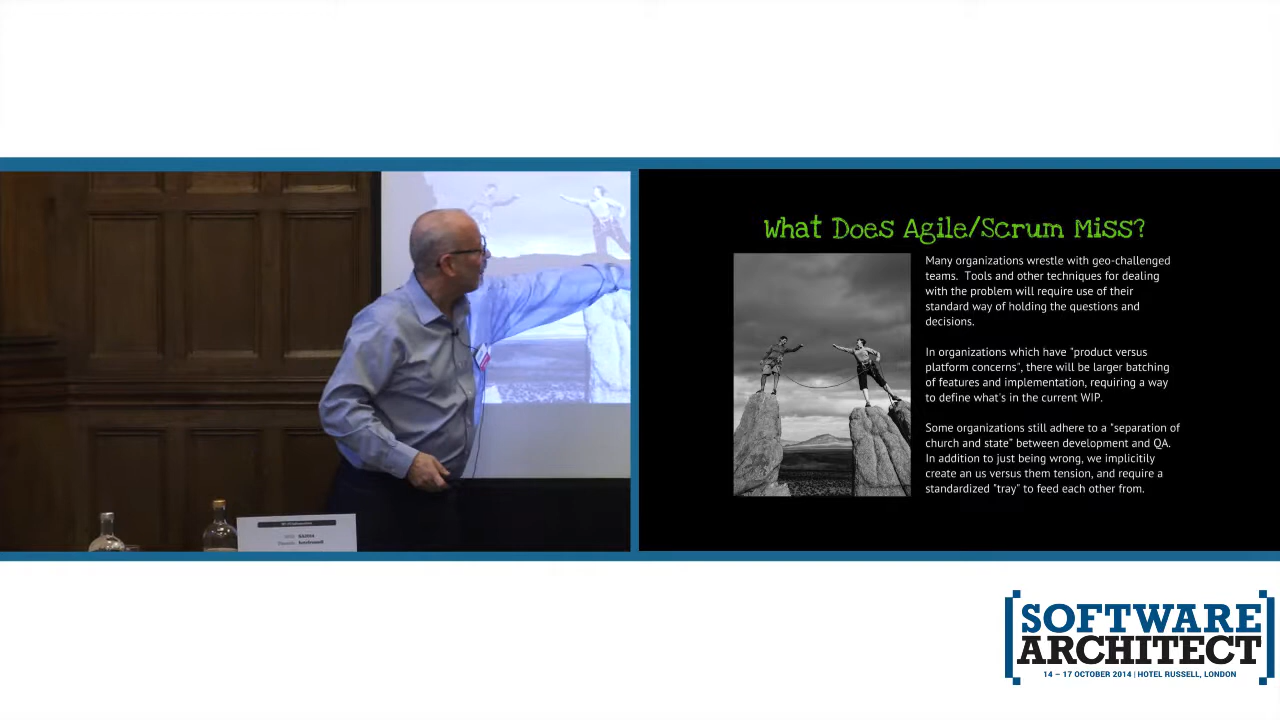 What Does Agile/Scrum Miss?
Many organizations wrestle with geo-challenged
teams. Tools and other techniques for dealing
with the problem will require use of their
standard way of holding the questions and
decisions.
In organizations which have "product versus
platform concerns", there will be larger batching
of features and implementation, requiring a way
to define what's in the current WIP.
Some organizations still adhere to a "separation of
church and state" between development and QA.
In addition to just being wrong, we implicitily
create an us versus them tension, and require a
standardized "tray" to feed each other from.
[SOFTWARE
ARCHITECT]
14 – 17 OCTOBER 2014 | HOTEL RUSSELL, LONDON